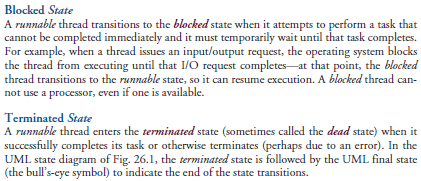 Blocked State
A runnable thread transitions to the blocked state when it attempts to perform a task that
cannot be completed immediately and it must temporarily wait until that task completes.
For example, when a thread issues an input/output request, the operating system blocks
the thread from executing until that I/O request completes—at that point, the blocked
thread transitions to the runnable state, so it can resume execution. A blocked thread can-
not use a processor, even if one is available.
Terminated State
A runnable thread enters the terminated state (sometimes called the dead state) when it
successfully completes its task or otherwise terminates (perhaps due to an error). In the
UML state diagram of Fig. 26.1, the terminated state is followed by the UML final state
(the bull's-eye symbol) to indicate the end of the state transitions.